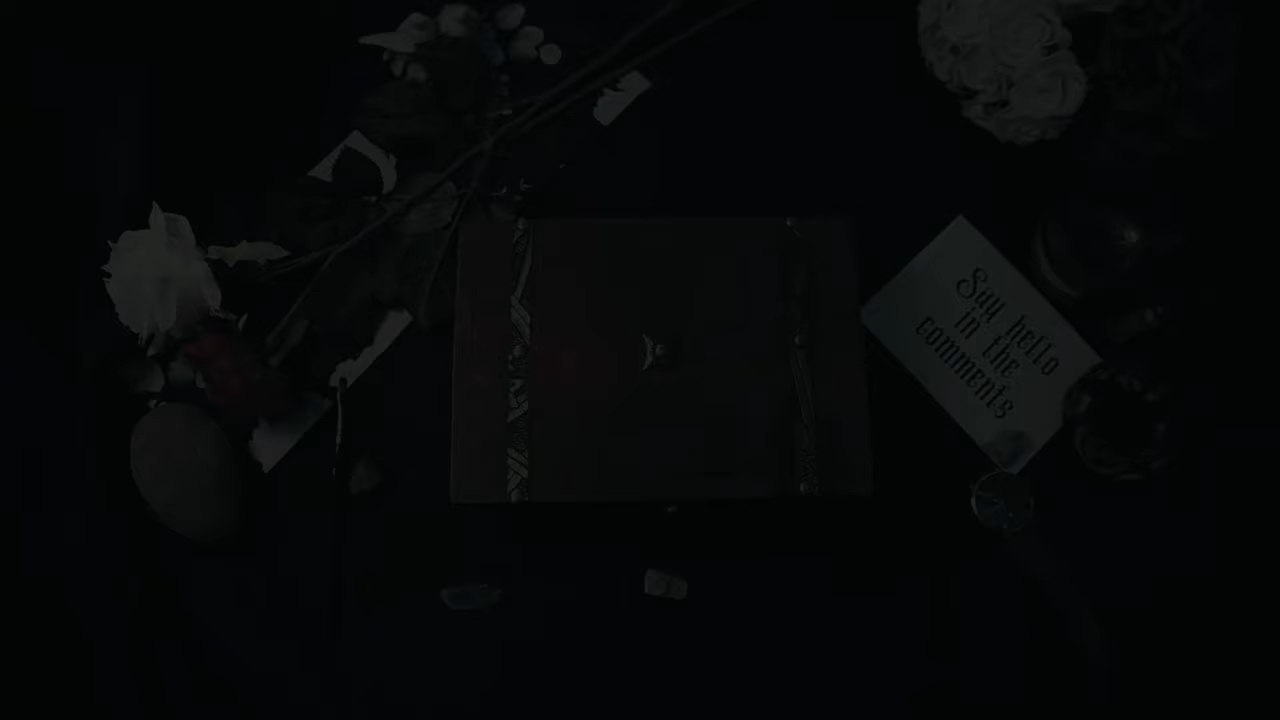 Say hello
in the
comments